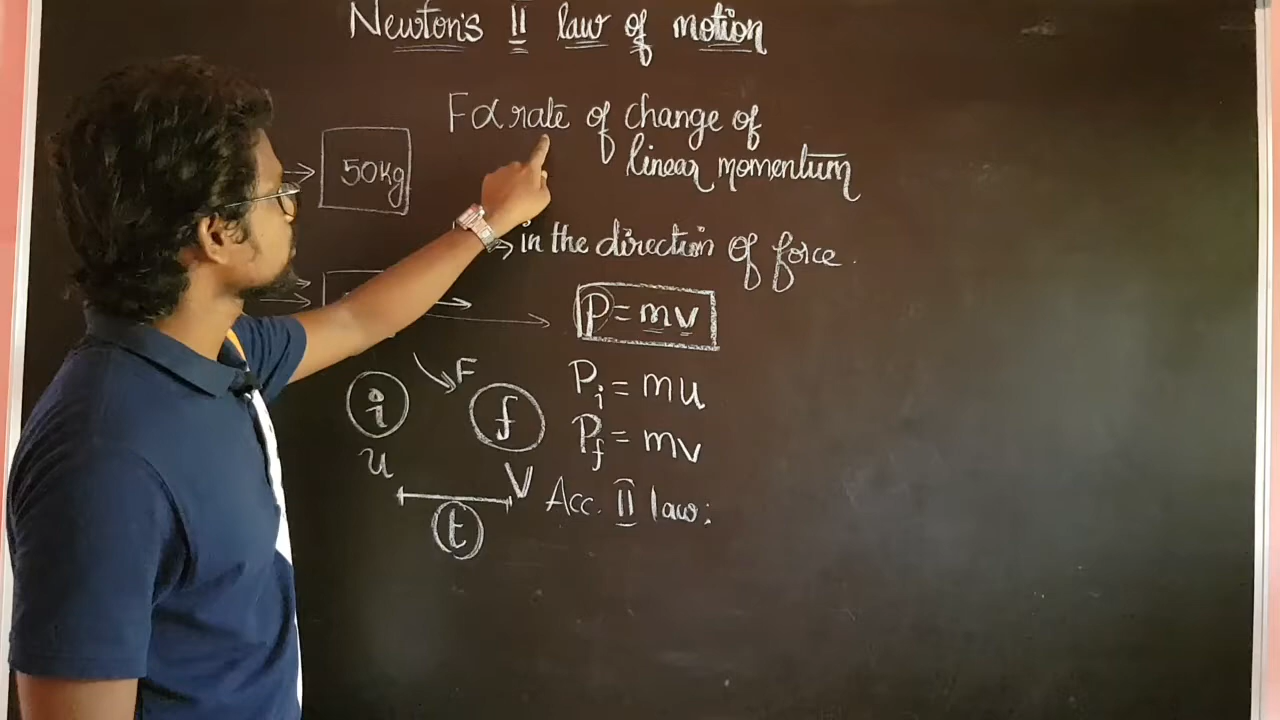 Newton's II law of motion
F α rate of change of
linear momentum
50kg
→ in the direction of force.
P = mv
F
i
f
Pi = mu
Pf = mv
u
V
Acc. II law:
t